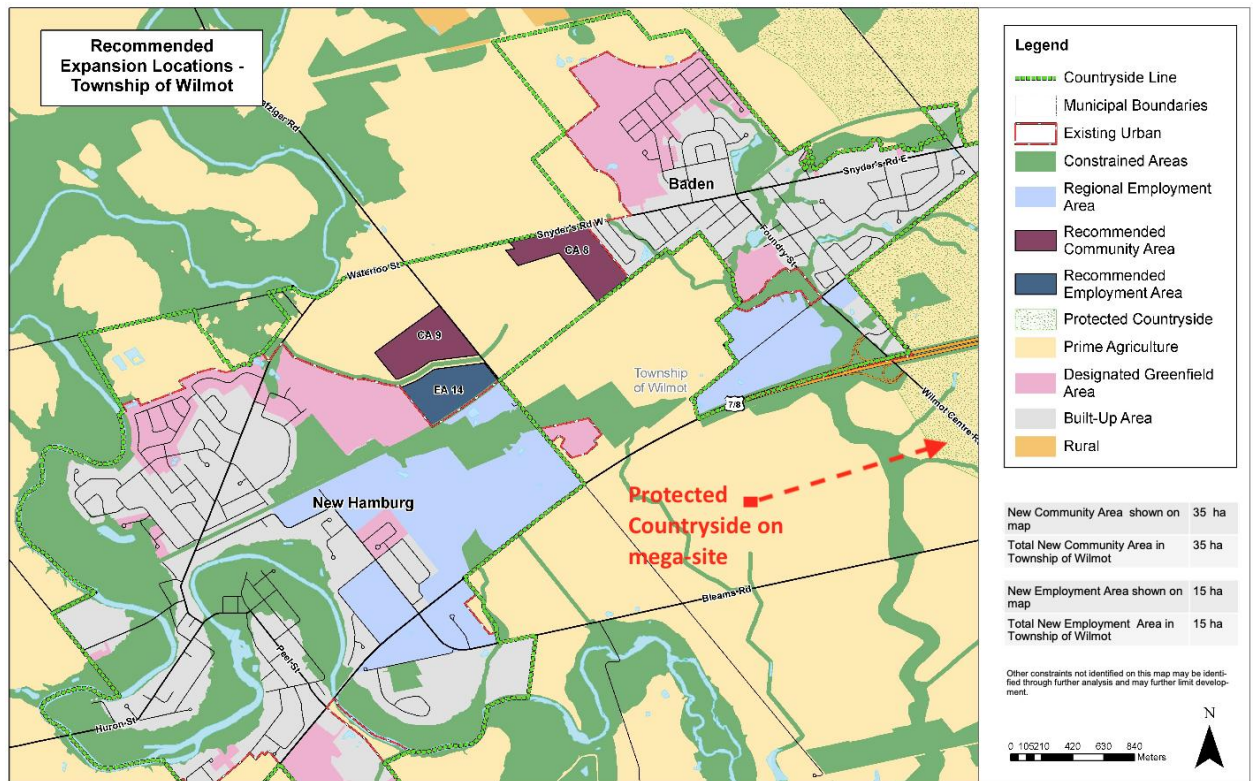 Recommended
Expansion Locations -
Township of Wilmot
Snyder's Rd E
Baden
Snyder's Rd W
Foundry St
CA 8
Waterloo St
CA 9
EA 14
Township
of Wilmot
7/8
Wilmot Centre Rd
New Hamburg
Protected
Countryside on
mega-site
Bleams Rd
Peel St
Huron St
Legend
Countryside Line
Municipal Boundaries
Existing Urban
Constrained Areas
Regional Employment
Area
Recommended
Community Area
Recommended
Employment Area
Protected Countryside
Prime Agriculture
Designated Greenfield
Area
Built-Up Area
Rural
New Community Area shown on
map
35 ha
Total New Community Area in
Township of Wilmot
35 ha
New Employment Area shown on
map
15 ha
Total New Employment Area in
Township of Wilmot
15 ha
Other constraints not identified on this map may be identi-
fied through further analysis and may further limit develop-
ment.
N
0 105210 420 630 840
Meters